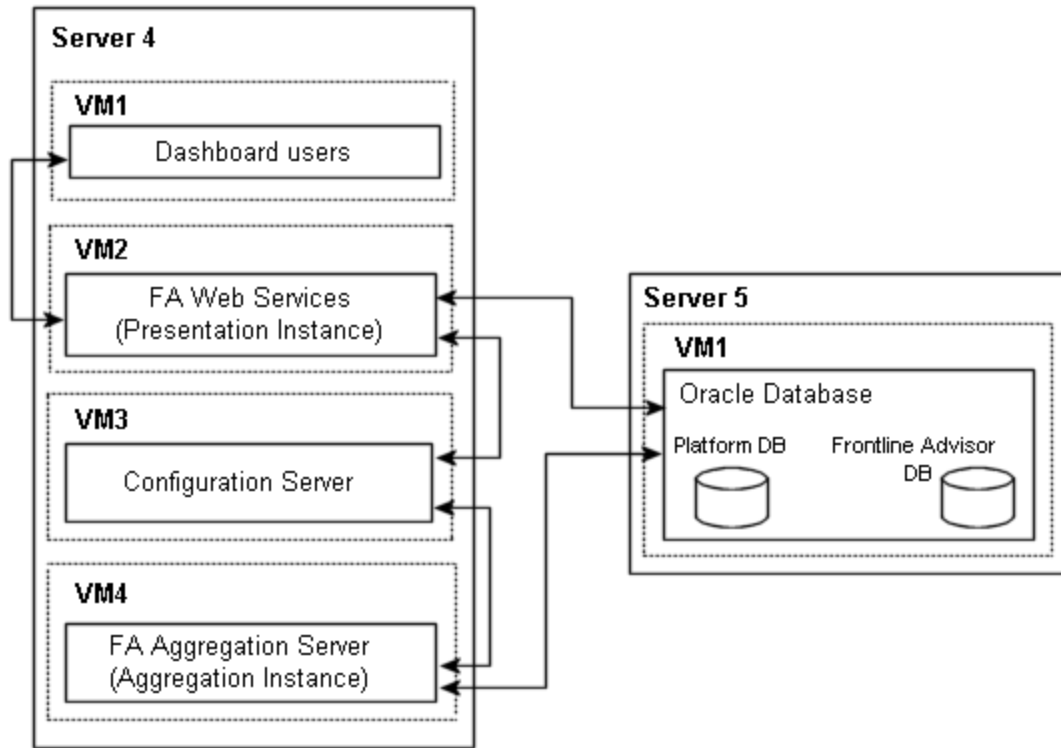 Server 4
VM1
Dashboard users
VM2
FA Web Services
(Presentation Instance)
VM3
Configuration Server
VM4
FA Aggregation Server
(Aggregation Instance)
Server 5
VM1
Oracle Database
Platform DB
Frontline Advisor
DB